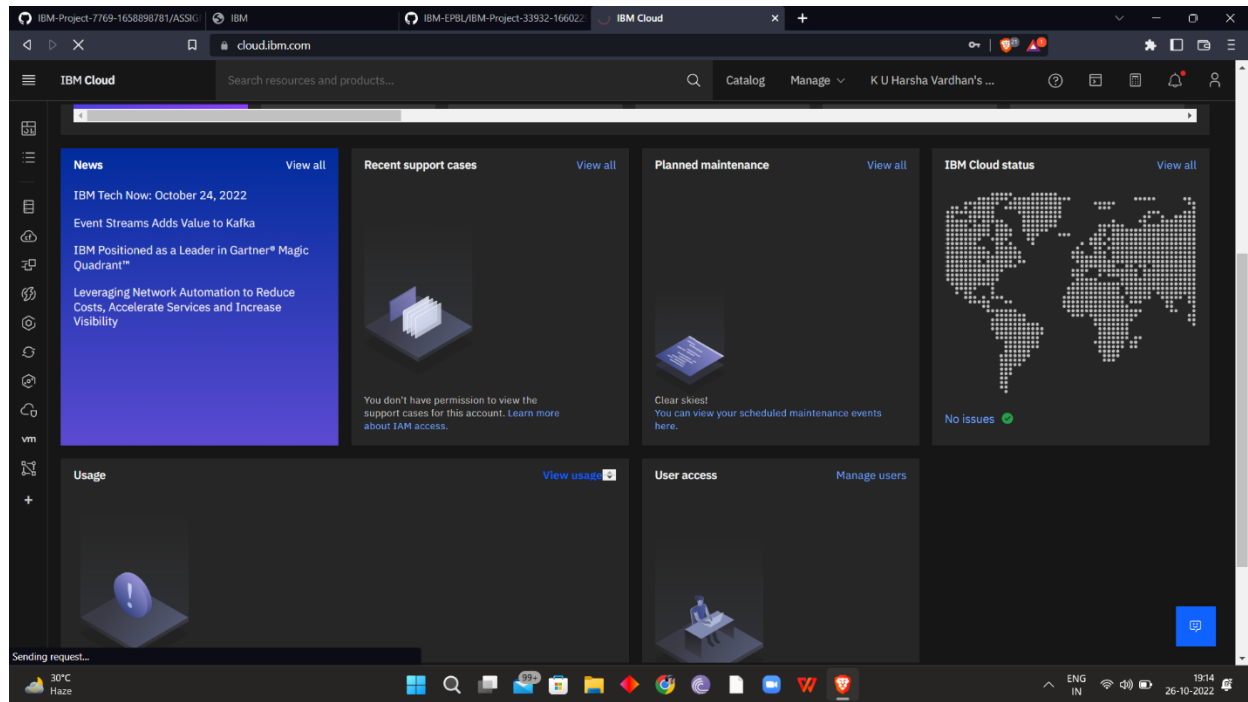 IBM-Project-7769-1658898781/ASSIG
IBM
IBM-EPBL/IBM-Project-33932-166022
IBM Cloud
cloud.ibm.com
21
1
IBM Cloud
Search resources and products...
Catalog
Manage
K U Harsha Vardhan's ...
News
View all
IBM Tech Now: October 24, 2022
Event Streams Adds Value to Kafka
IBM Positioned as a Leader in Gartner® Magic
Quadrant™
Leveraging Network Automation to Reduce
Costs, Accelerate Services and Increase
Visibility
Recent support cases
View all
You don't have permission to view the
support cases for this account. Learn more
about IAM access.
Planned maintenance
View all
Clear skies!
You can view your scheduled maintenance events
here.
IBM Cloud status
View all
No issues
vm
Usage
View usage
User access
Manage users
Sending request...
30°C
Haze
99+
ENG
IN
19:14
26-10-2022